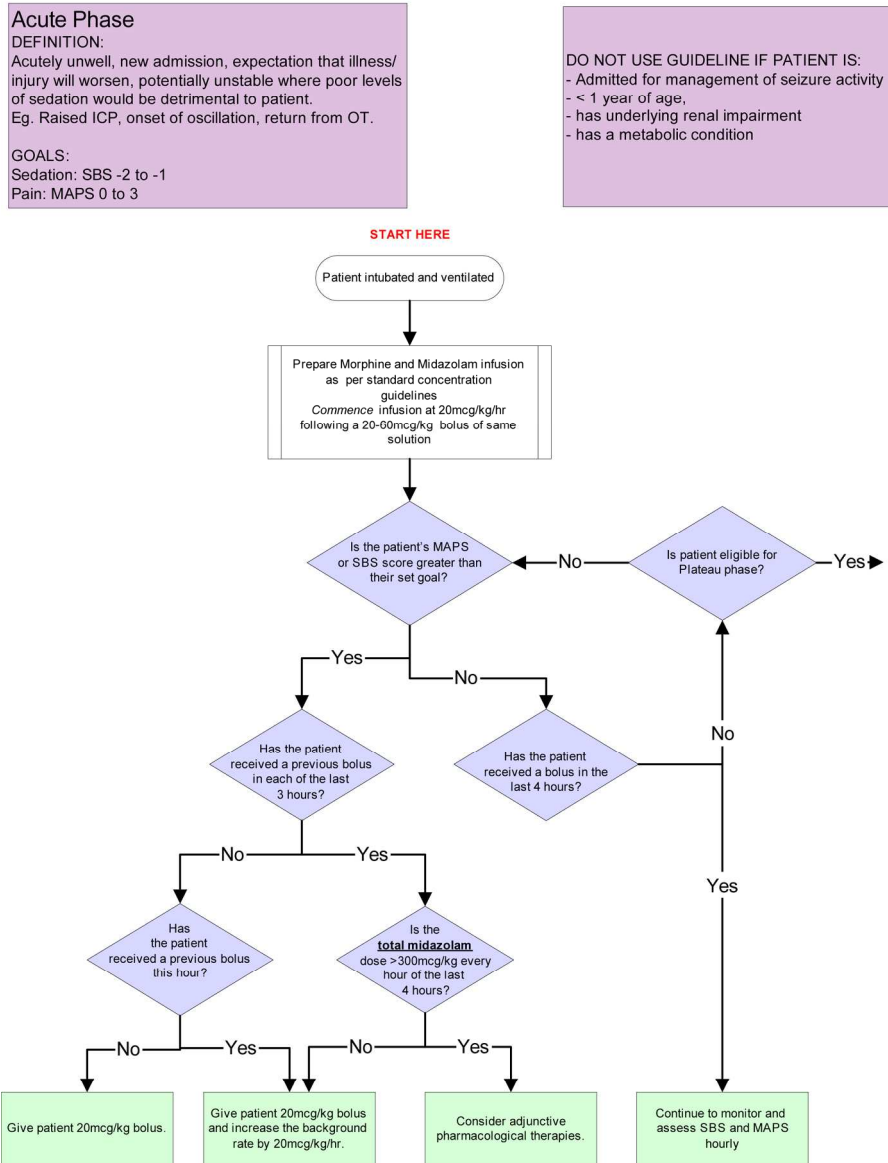 Acute Phase
DEFINITION:
Acutely unwell, new admission, expectation that illness/
injury will worsen, potentially unstable where poor levels
of sedation would be detrimental to patient.
Eg. Raised ICP, onset of oscillation, return from OT.
GOALS:
Sedation: SBS -2 to -1
Pain: MAPS 0 to 3
DO NOT USE GUIDELINE IF PATIENT IS:
- Admitted for management of seizure activity
- < 1 year of age,
- has underlying renal impairment
- has a metabolic condition
START HERE
Patient intubated and ventilated
Prepare Morphine and Midazolam infusion
as per standard concentration
guidelines
Commence infusion at 20mcg/kg/hr
following a 20-60mcg/kg bolus of same
solution
Is the patient's MAPS
or SBS score greater than
their set goal?
No
Is patient eligible for
Plateau phase?
Yes
Yes
No
Has the patient
received a previous bolus
in each of the last
3 hours?
Has the patient
received a bolus in the
last 4 hours?
No
No
Yes
Yes
Has
the patient
received a previous bolus
this hour?
Is the
total midazolam
dose >300mcg/kg every
hour of the last
4 hours?
No
Yes
No
Yes
Give patient 20mcg/kg bolus.
Give patient 20mcg/kg bolus
and increase the background
rate by 20mcg/kg/hr.
Consider adjunctive
pharmacological therapies.
Continue to monitor and
assess SBS and MAPS
hourly